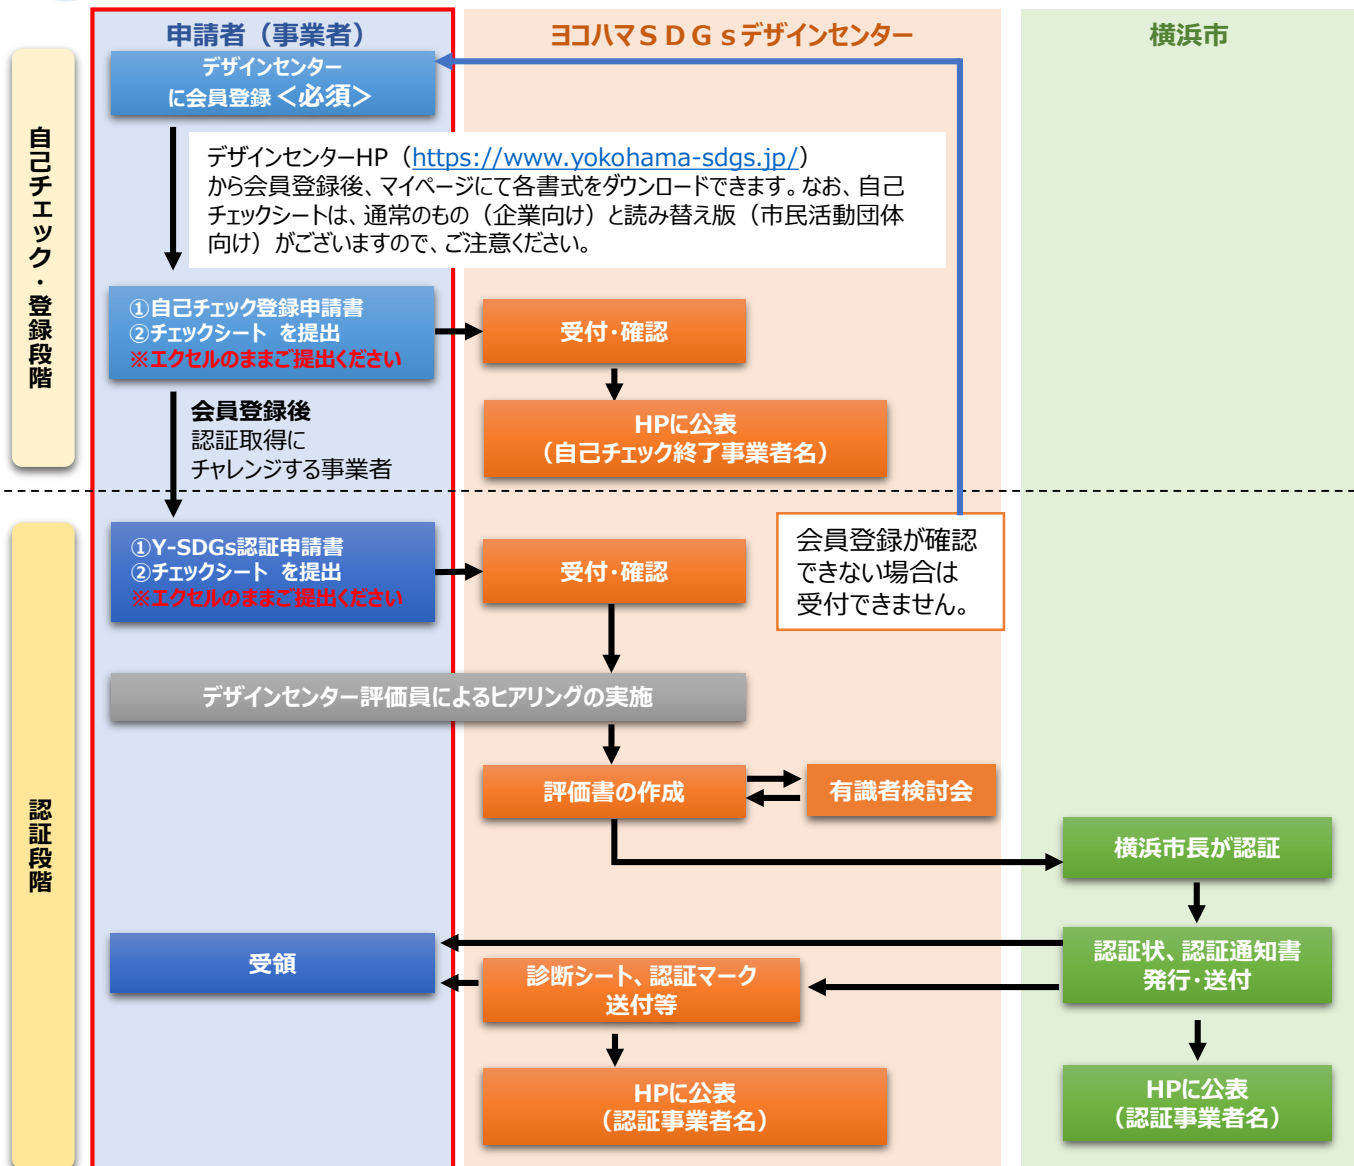 申請者（事業者）
ヨコハマＳＤＧｓデザインセンター
横浜市
自己チェック・登録段階
デザインセンター
に会員登録＜必須＞
デザインセンターHP（https://www.yokohama-sdgs.jp/）
から会員登録後、マイページにて各書式をダウンロードできます。なお、自己
チェックシートは、通常のもの（企業向け）と読み替え版（市民活動団体
向け）がございますので、ご注意ください。
①自己チェック登録申請書
②チェックシート を提出
※エクセルのままご提出ください
受付・確認
HPに公表
（自己チェック終了事業者名）
会員登録後
認証取得に
チャレンジする事業者
認証段階
①Y-SDGs認証申請書
②チェックシート を提出
※エクセルのままご提出ください
受付・確認
会員登録が確認
できない場合は
受付できません。
デザインセンター評価員によるヒアリングの実施
評価書の作成
有識者検討会
横浜市長が認証
認証状、認証通知書
発行・送付
受領
診断シート、認証マーク
送付等
HPに公表
（認証事業者名）
HPに公表
（認証事業者名）